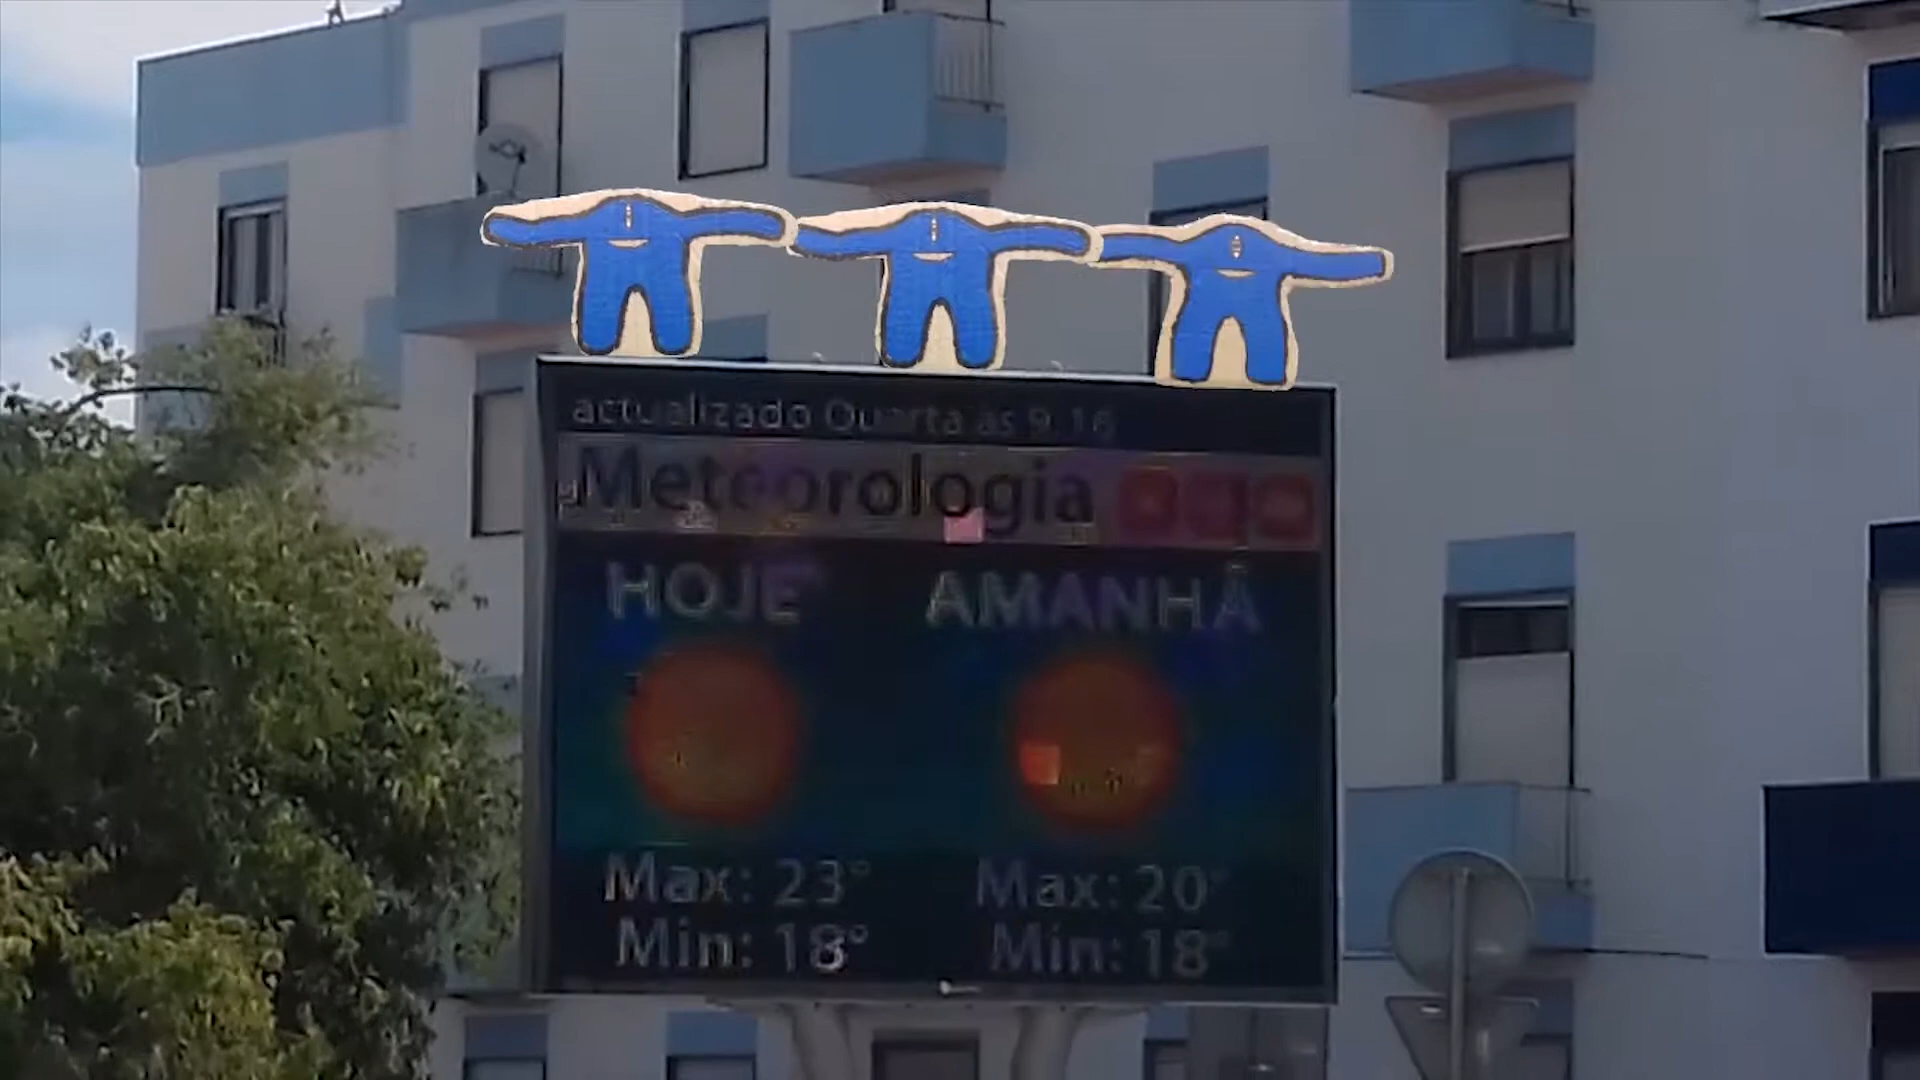 actualizado Quarta às 9:16
Meteorologia
HOJE AMANHÃ
Max: 23° Max: 20°
Min: 18° Min: 18°